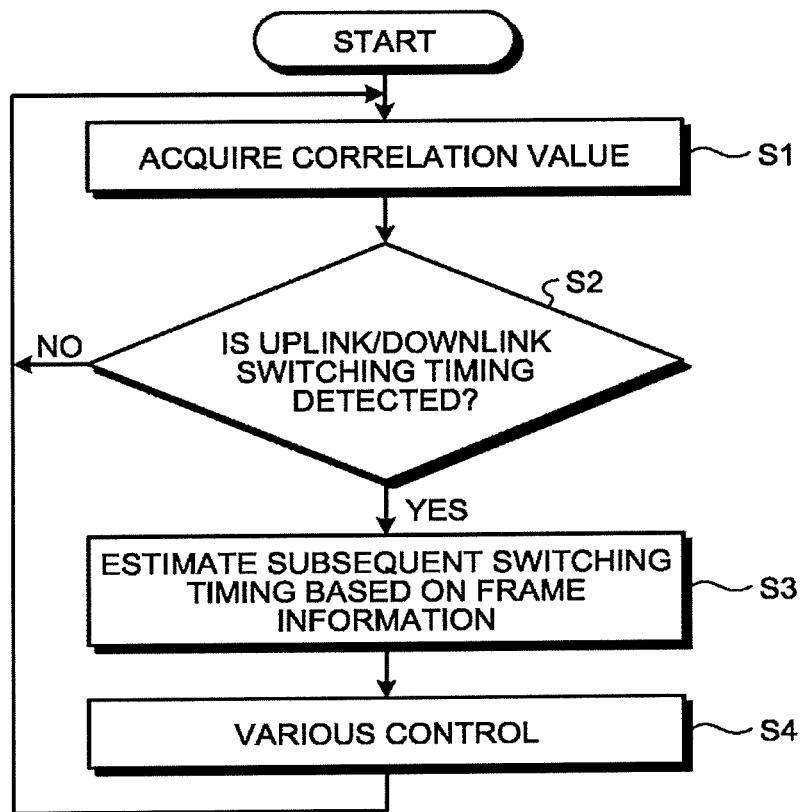 START
ACQUIRE CORRELATION VALUE
S1
S2
NO
IS UPLINK/DOWNLINK
SWITCHING TIMING
DETECTED?
YES
ESTIMATE SUBSEQUENT SWITCHING
TIMING BASED ON FRAME
INFORMATION
S3
VARIOUS CONTROL
S4